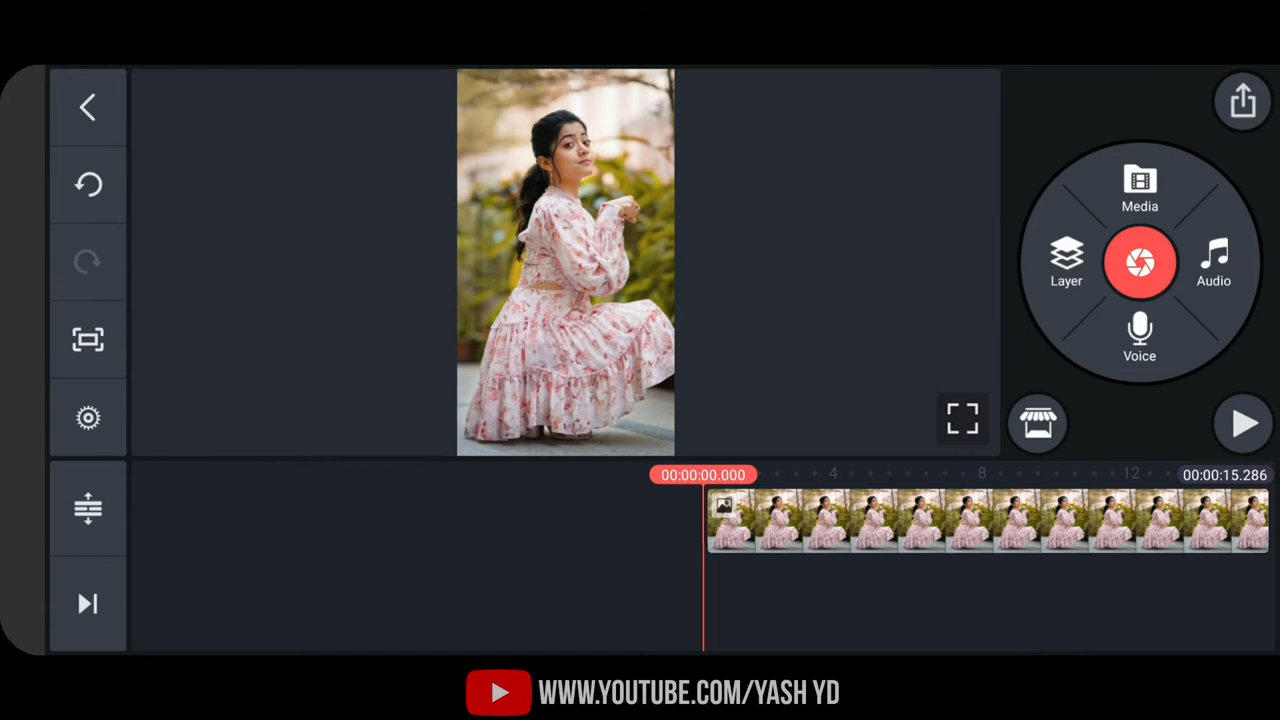 Media
Layer
Audio
Voice
00:00:00.000
4
8
12
00:00:15.286
WWW.YOUTUBE.COM/YASH YD